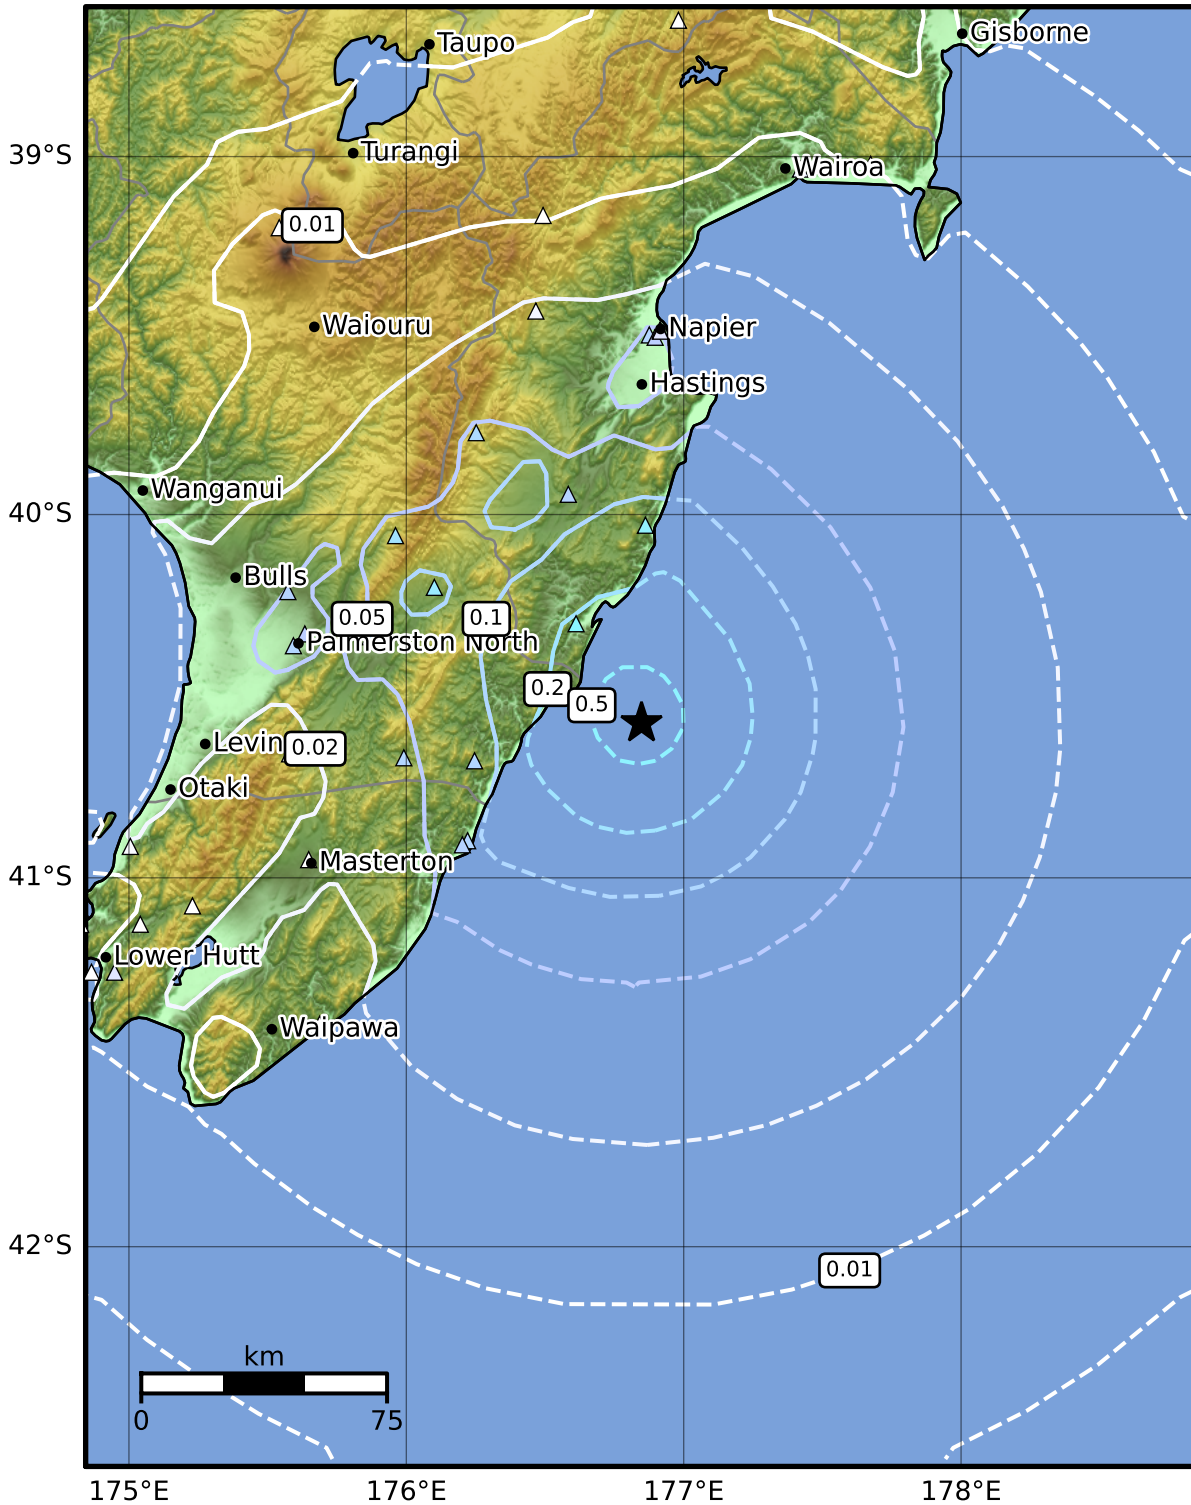 Gisborne
Taupo
39°S
Turangi
Wairoa
0.01
Waiouru
Napier
Hastings
Wanganui
40°S
Bulls
0.05
0.1
Palmerston North
0.2
0.5
Levin
0.02
Otaki
Masterton
41°S
Lower Hutt
Waipawa
42°S
0.01
km
0
75
175°E
176°E
177°E
178°E